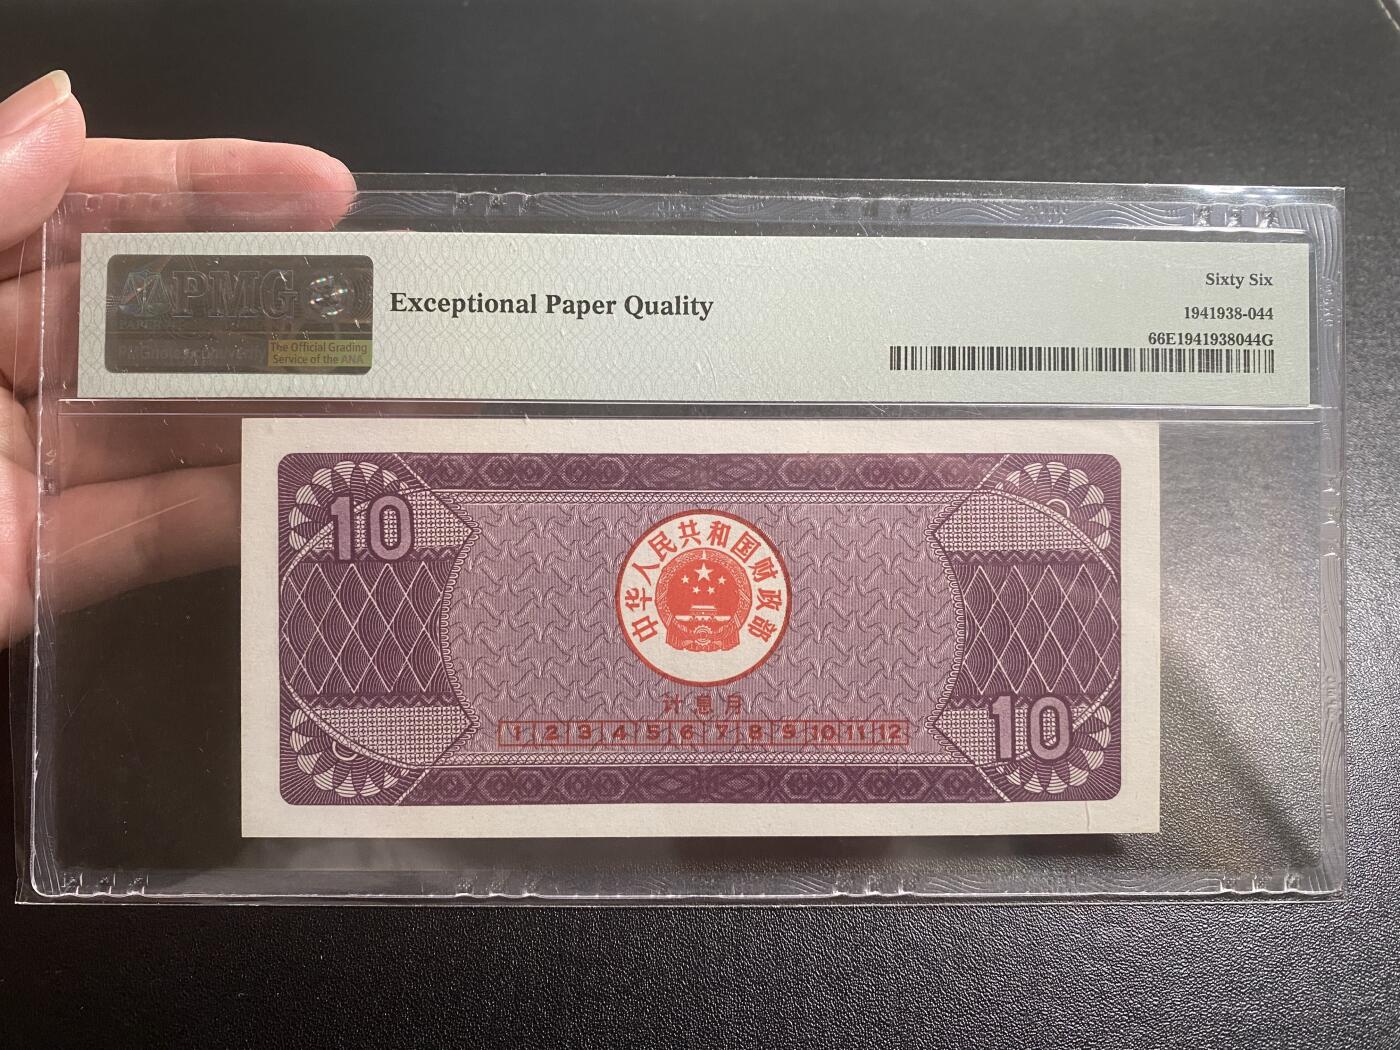 PMG
Exceptional Paper Quality
The Official Grading
Service of the ANA
Sixty Six
1941938-044
66E1941938044G
10
中华人民共和国财政部
计息月
1 2 3 4 5 6 7 8 9 10 11 12
10